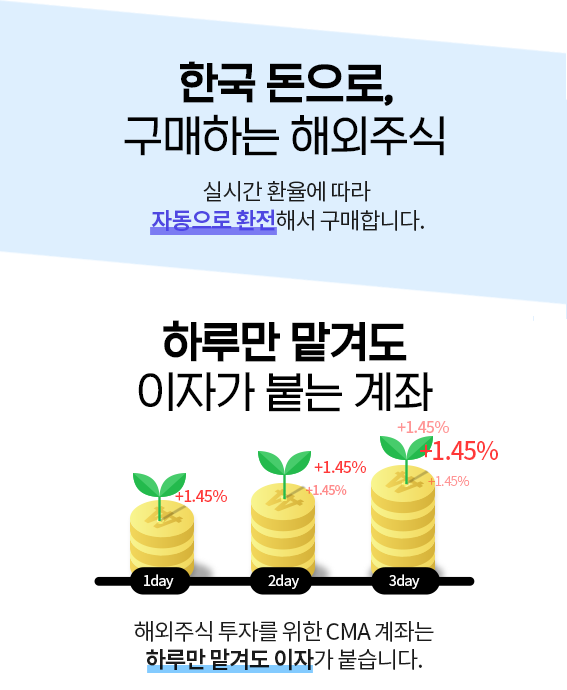 한국 돈으로,
구매하는 해외주식
실시간 환율에 따라
자동으로 환전해서 구매합니다.
하루만 맡겨도
이자가 붙는 계좌
+1.45%
+1.45%
+1.45%
+1.45%
+1.45%
+1.45%
1day
2day
3day
해외주식 투자를 위한 CMA 계좌는
하루만 맡겨도 이자가 붙습니다.